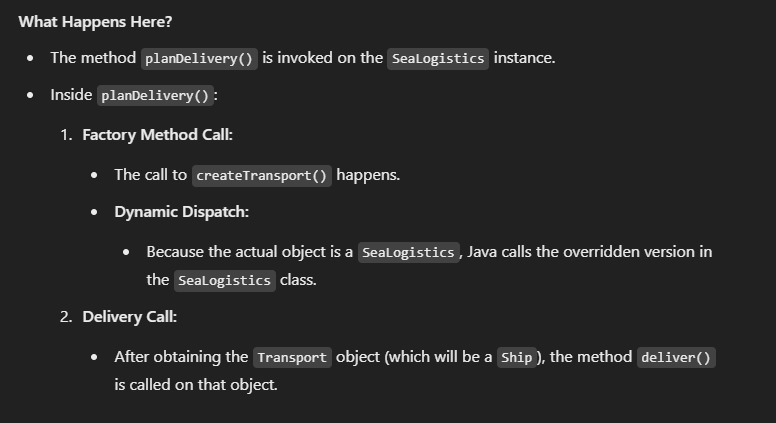 What Happens Here?
• The method planDelivery() is invoked on the SeaLogistics instance.
• Inside planDelivery():
1. Factory Method Call:
• The call to createTransport() happens.
• Dynamic Dispatch:
• Because the actual object is a SeaLogistics, Java calls the overridden version in
the SeaLogistics class.
2. Delivery Call:
• After obtaining the Transport object (which will be a Ship), the method deliver()
is called on that object.